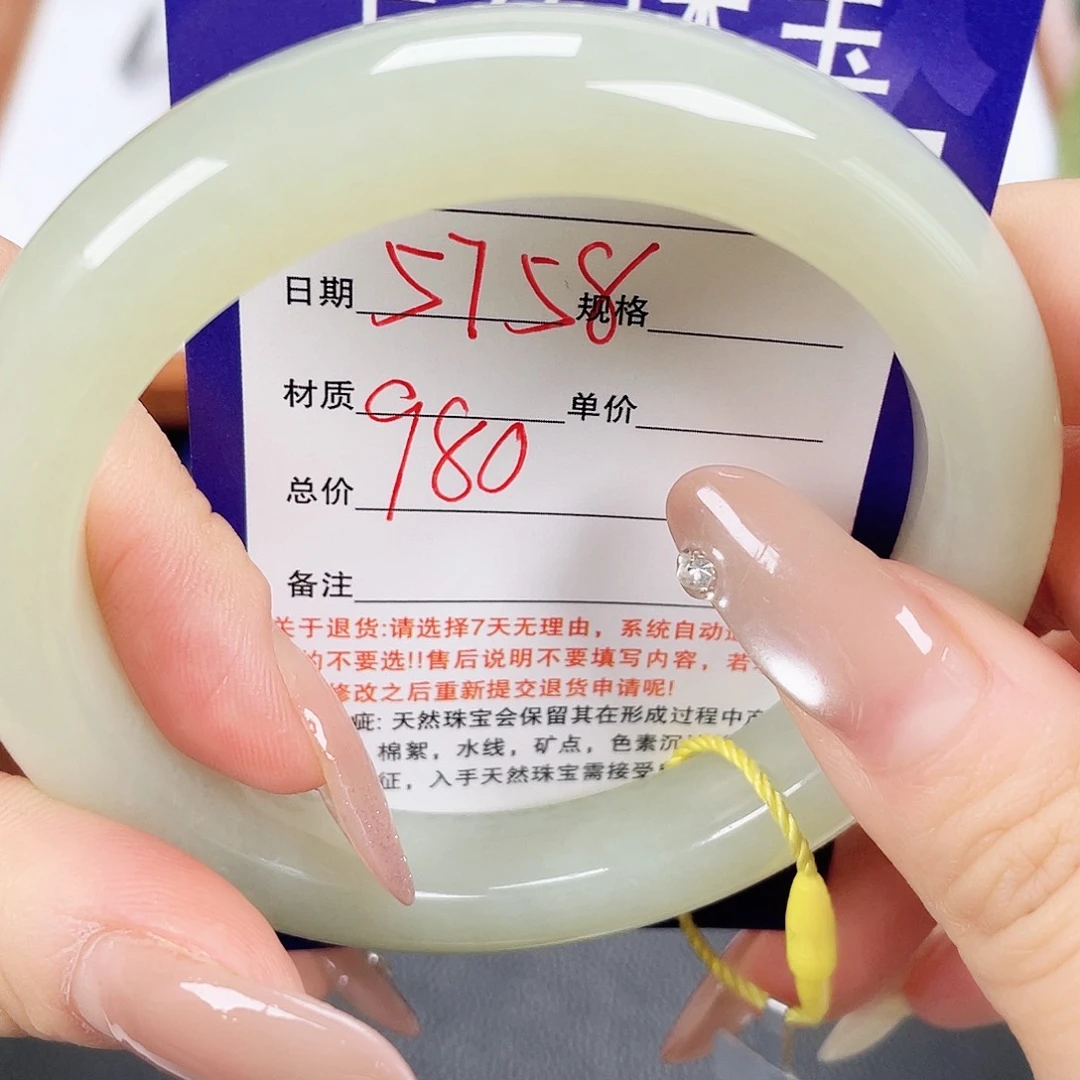 玉
日期 5758 规格
材质 980 单价
总价
备注
关于退货:请选择7天无理由，系统自动
不要选!!售后说明不要填写内容，若
修改之后重新提交退货申请呢!
疵: 天然珠宝会保留其在形成过程中
棉絮，水线，矿点，色素沉
征，入手天然珠宝需接受